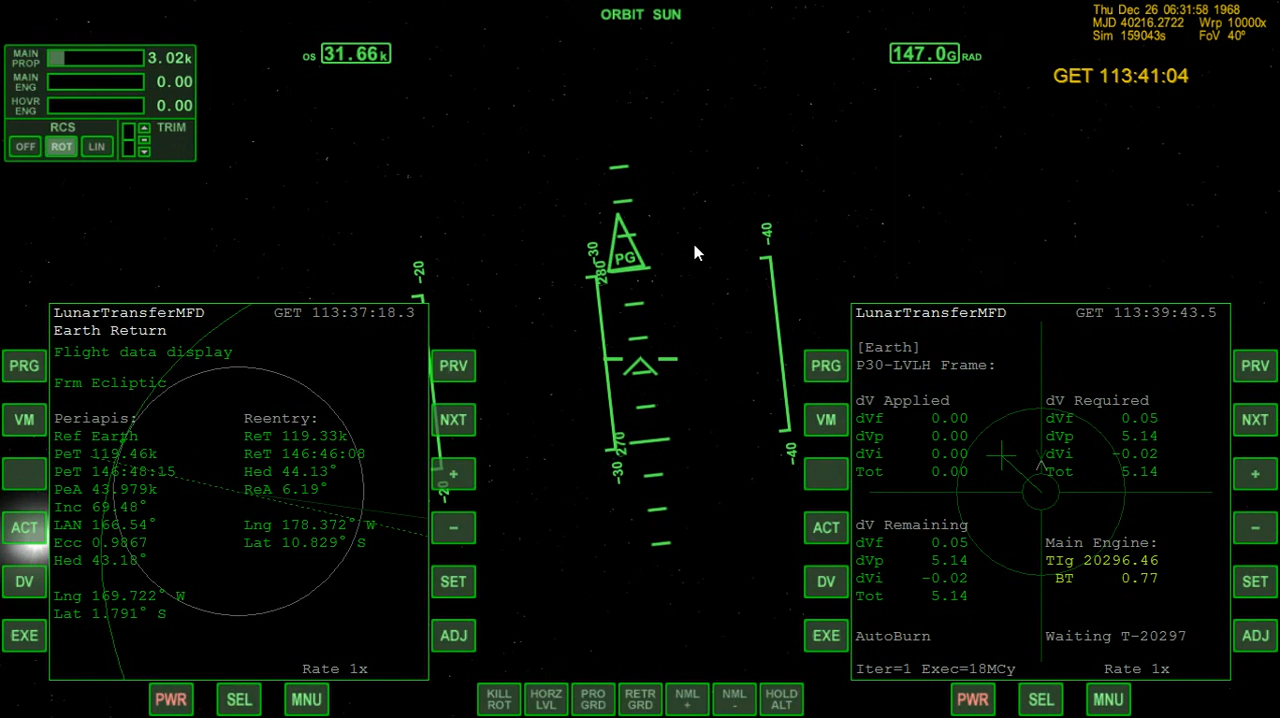 ORBIT SUN
Thu Dec 26 06:31:58 1968
MJD 40216.2722 Wrp 10000x
Sim 159043s FoV 40°
GET 113:41:04
MAIN PROP 3.02k
MAIN ENG 0.00
HOVR ENG 0.00
RCS TRIM
OFF ROT LIN
OS 31.66k
147.0G RAD
-30
280
PG
-40
-20
270
-30
-40
-20
LunarTransferMFD GET 113:37:18.3
Earth Return
Flight data display
Frm Ecliptic
Periapis: Reentry:
Ref Earth ReT 119.33k
PeT 119.46k ReT 146:46:08
PeT 146:48:15 Hed 44.13°
PeA 43.979k ReA 6.19°
Inc 69.48°
LAN 166.54° Lng 178.372° W
Ecc 0.9867 Lat 10.829° S
Hed 43.18°
Lng 169.722° W
Lat 1.791° S
Rate 1x
PRG
VM
ACT
DV
EXE
PRV
NXT
+
-
SET
ADJ
PWR SEL MNU
KILL ROT HORZ LVL PRO GRD RETR GRD NML + NML - HOLD ALT
LunarTransferMFD GET 113:39:43.5
[Earth]
P30-LVLH Frame:
dV Applied dV Required
dVf 0.00 dVf 0.05
dVp 0.00 dVp 5.14
dVi 0.00 dVi -0.02
Tot 0.00 Tot 5.14
dV Remaining
dVf 0.05 Main Engine:
dVp 5.14 TIg 20296.46
dVi -0.02 BT 0.77
Tot 5.14
AutoBurn Waiting T-20297
Iter=1 Exec=18MCy Rate 1x
PRG
VM
ACT
DV
EXE
PRV
NXT
+
-
SET
ADJ
PWR SEL MNU